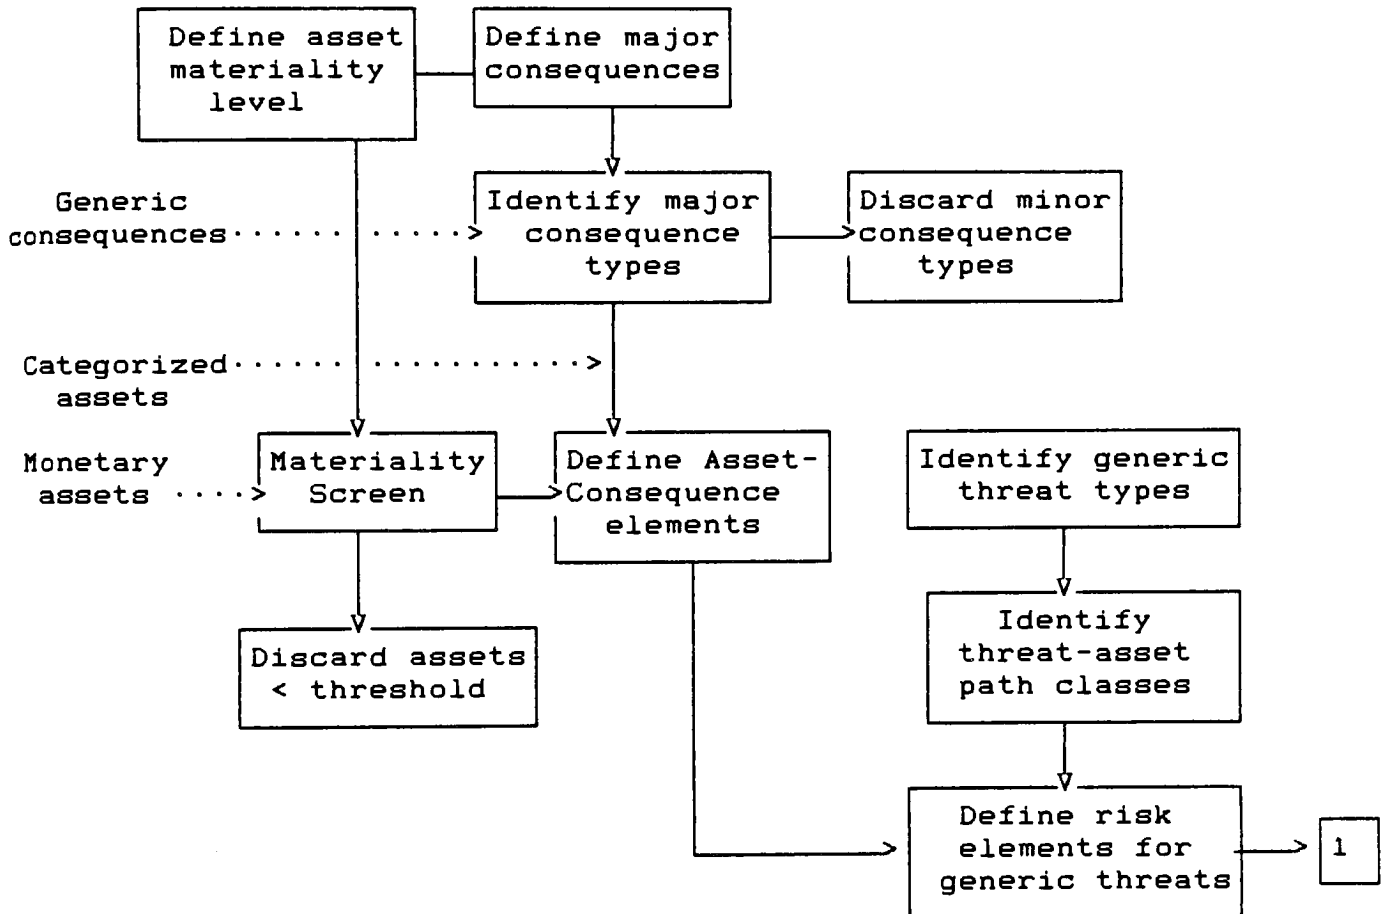 Define asset
materiality
level
Define major
consequences
Generic
consequences
Identify major
consequence
types
Discard minor
consequence
types
Categorized
assets
Monetary
assets
Materiality
Screen
Define Asset-
Consequence
elements
Identify generic
threat types
Discard assets
< threshold
Identify
threat-asset
path classes
Define risk
elements for
generic threats
1